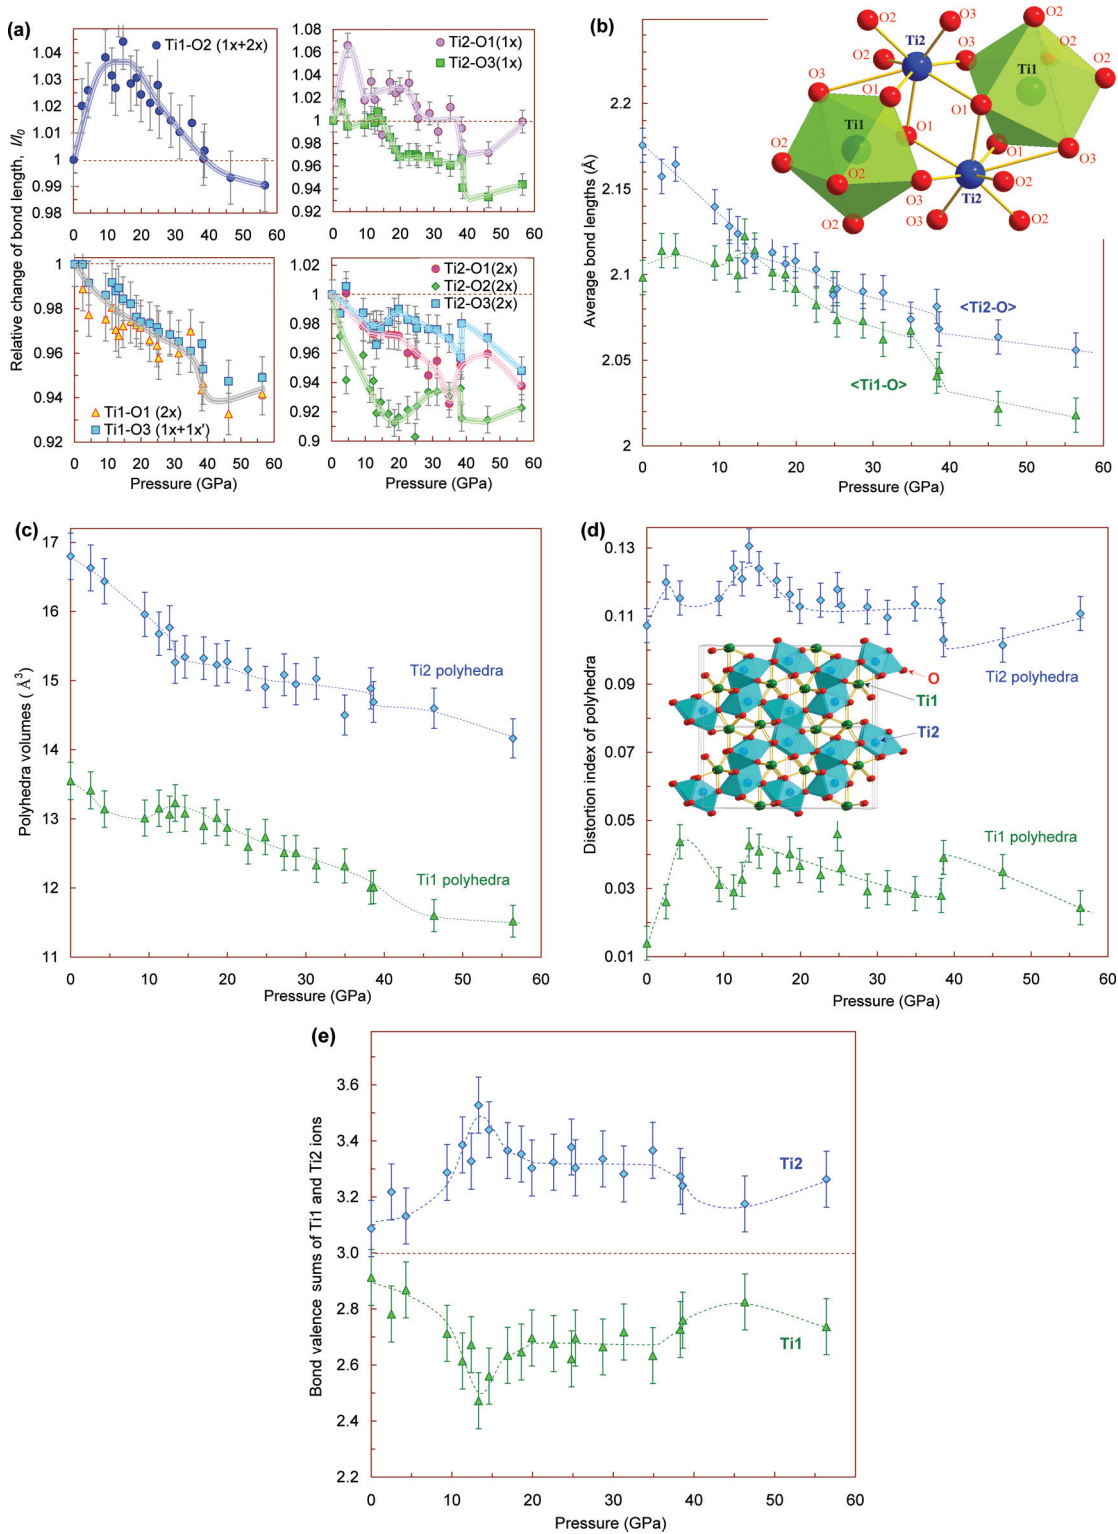 (a)
Relative change of bond length, l/l0
1.04
1.03
1.02
1.01
1
0.99
0.98
Ti1-O2 (1x+2x)
0 10 20 30 40 50 60
1.08
1.06
1.04
1.02
1
0.98
0.96
0.94
0.92
Ti2-O1(1x)
Ti2-O3(1x)
0 10 20 30 40 50 60
1
0.98
0.96
0.94
0.92
Ti1-O1 (2x)
Ti1-O3 (1x+1x')
0 10 20 30 40 50 60
Pressure (GPa)
1.02
1
0.98
0.96
0.94
0.92
0.9
Ti2-O1(2x)
Ti2-O2(2x)
Ti2-O3(2x)
0 10 20 30 40 50 60
Pressure (GPa)
(b)
Average bond lengths (Å)
2.2
2.15
2.1
2.05
2
O2
O3
O2
Ti2
O2
O3
O2
O2
Ti1
O3
O1
O1
Ti1
O1
O1
O3
O2
O2
O3
Ti2
O2
O2
O3
O2
<Ti2-O>
<Ti1-O>
0 10 20 30 40 50 60
Pressure (GPa)
(c)
Polyhedra volumes (Å3)
17
16
15
14
13
12
11
Ti2 polyhedra
Ti1 polyhedra
0 10 20 30 40 50 60
Pressure (GPa)
(d)
Distortion index of polyhedra
0.13
0.11
0.09
0.07
0.05
0.03
0.01
Ti2 polyhedra
O
Ti1
Ti2
Ti1 polyhedra
0 10 20 30 40 50 60
Pressure (GPa)
(e)
Bond valence sums of Ti1 and Ti2 ions
3.6
3.4
3.2
3.0
2.8
2.6
2.4
2.2
Ti2
Ti1
0 10 20 30 40 50 60
Pressure (GPa)